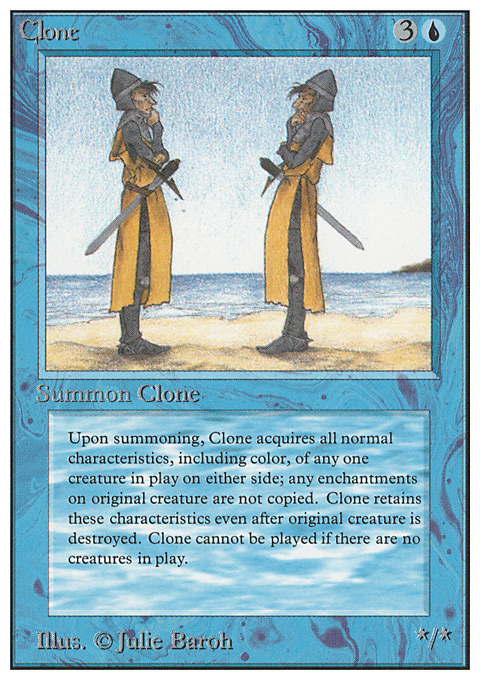 Clone 3
Summon Clone
Upon summoning, Clone acquires all normal
characteristics, including color, of any one
creature in play on either side; any enchantments
on original creature are not copied. Clone retains
these characteristics even after original creature is
destroyed. Clone cannot be played if there are no
creatures in play.
Illus. © Julie Baroh */*